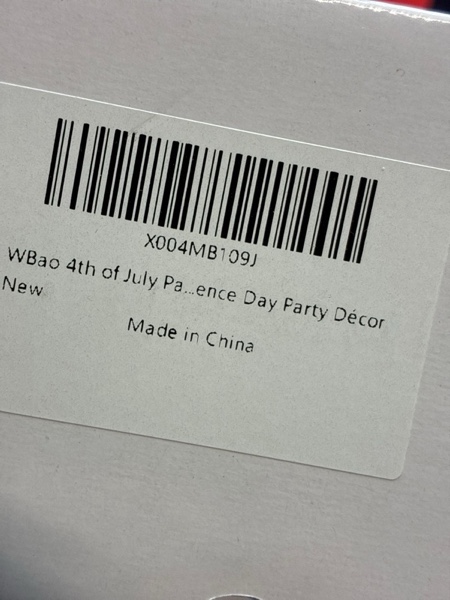 X004MB109J
WBao 4th of July Pa...ence Day Party Décor
New
Made in China